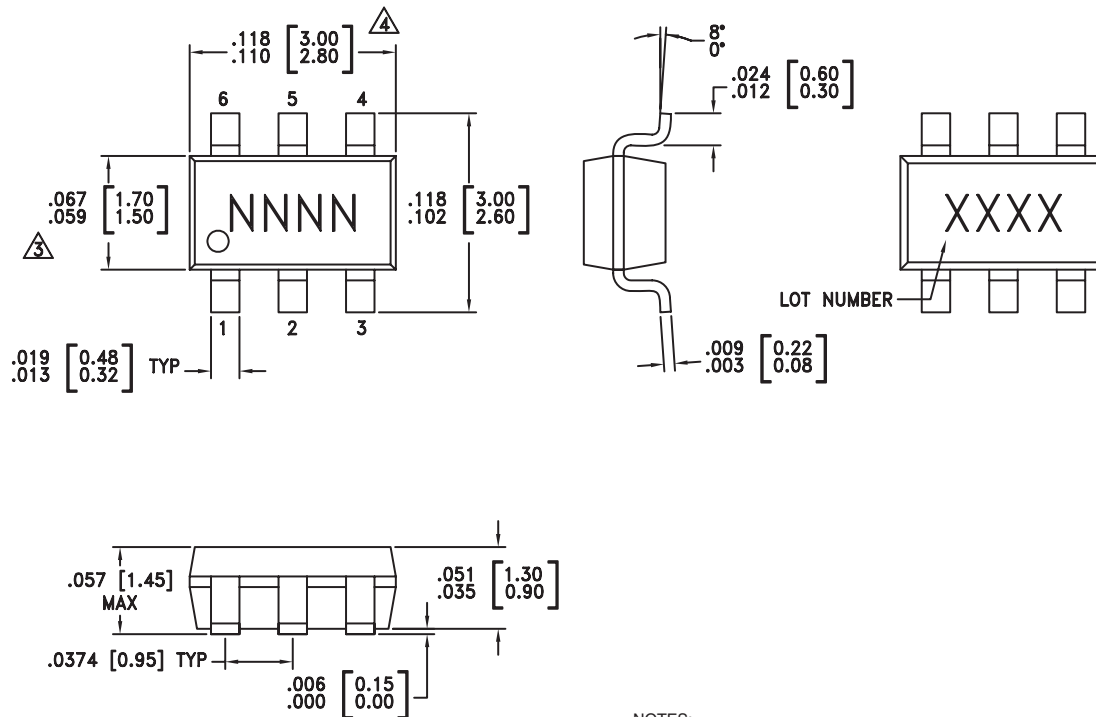 .118 [3.00]
.110 [2.80]
4
8°
0°
.024 [0.60]
.012 [0.30]
6 5 4
.067 [1.70]
.059 [1.50]
3
NNNN
.118 [3.00]
.102 [2.60]
XXXX
LOT NUMBER
1 2 3
.019 [0.48]
.013 [0.32]
TYP
.009 [0.22]
.003 [0.08]
.057 [1.45]
MAX
.051 [1.30]
.035 [0.90]
.0374 [0.95] TYP
.006 [0.15]
.000 [0.00]
NOTES: